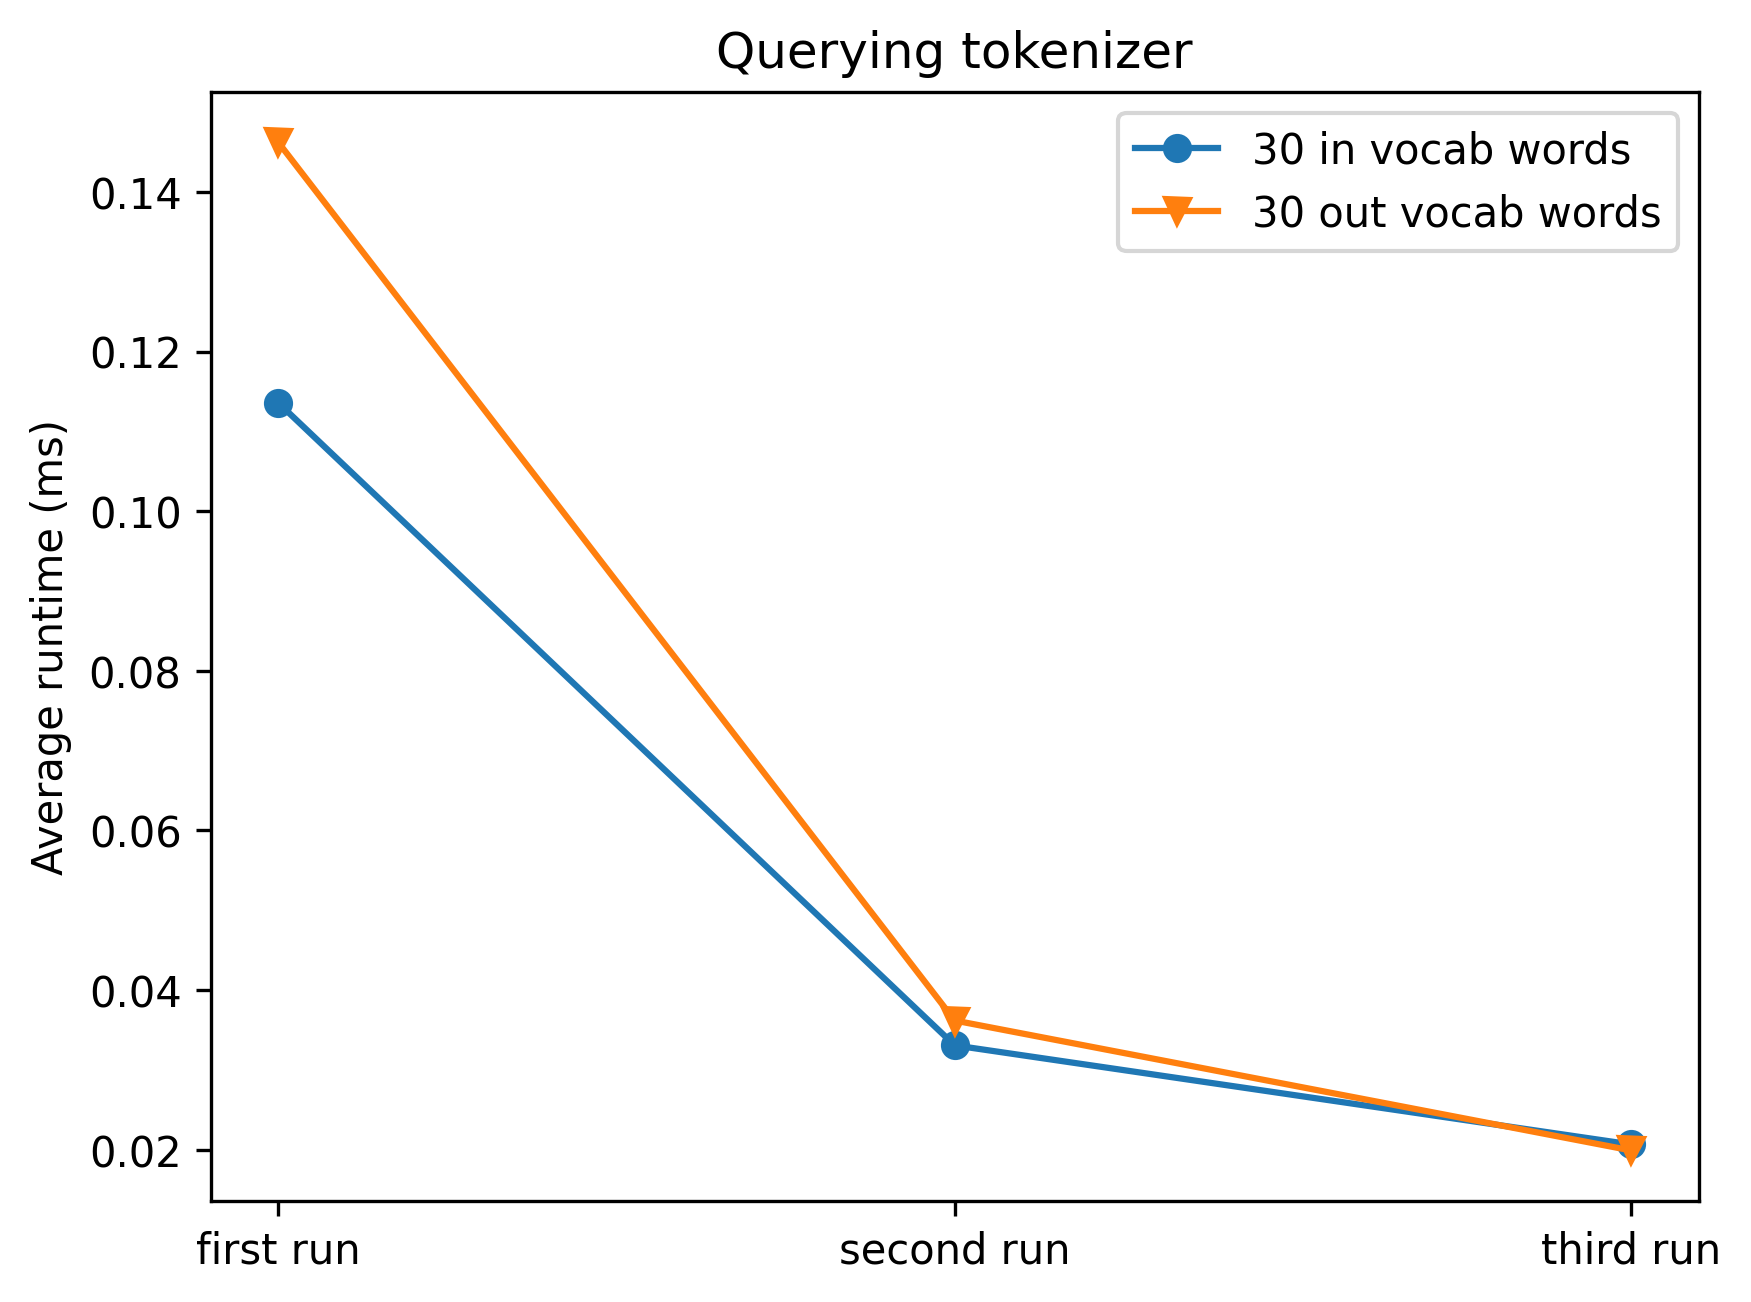 Querying tokenizer
30 in vocab words
30 out vocab words
Average runtime (ms)
0.14
0.12
0.10
0.08
0.06
0.04
0.02
first run
second run
third run